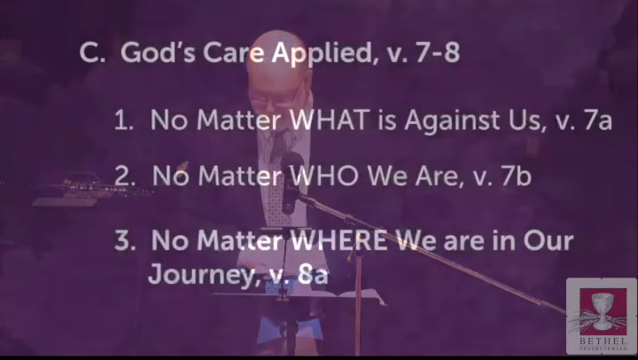 C. God's Care Applied, v. 7-8
1. No Matter WHAT is Against Us, v. 7a
2. No Matter WHO We Are, v. 7b
3. No Matter WHERE We are in Our
Journey, v. 8a
BETHEL
PRESBYTERIAN